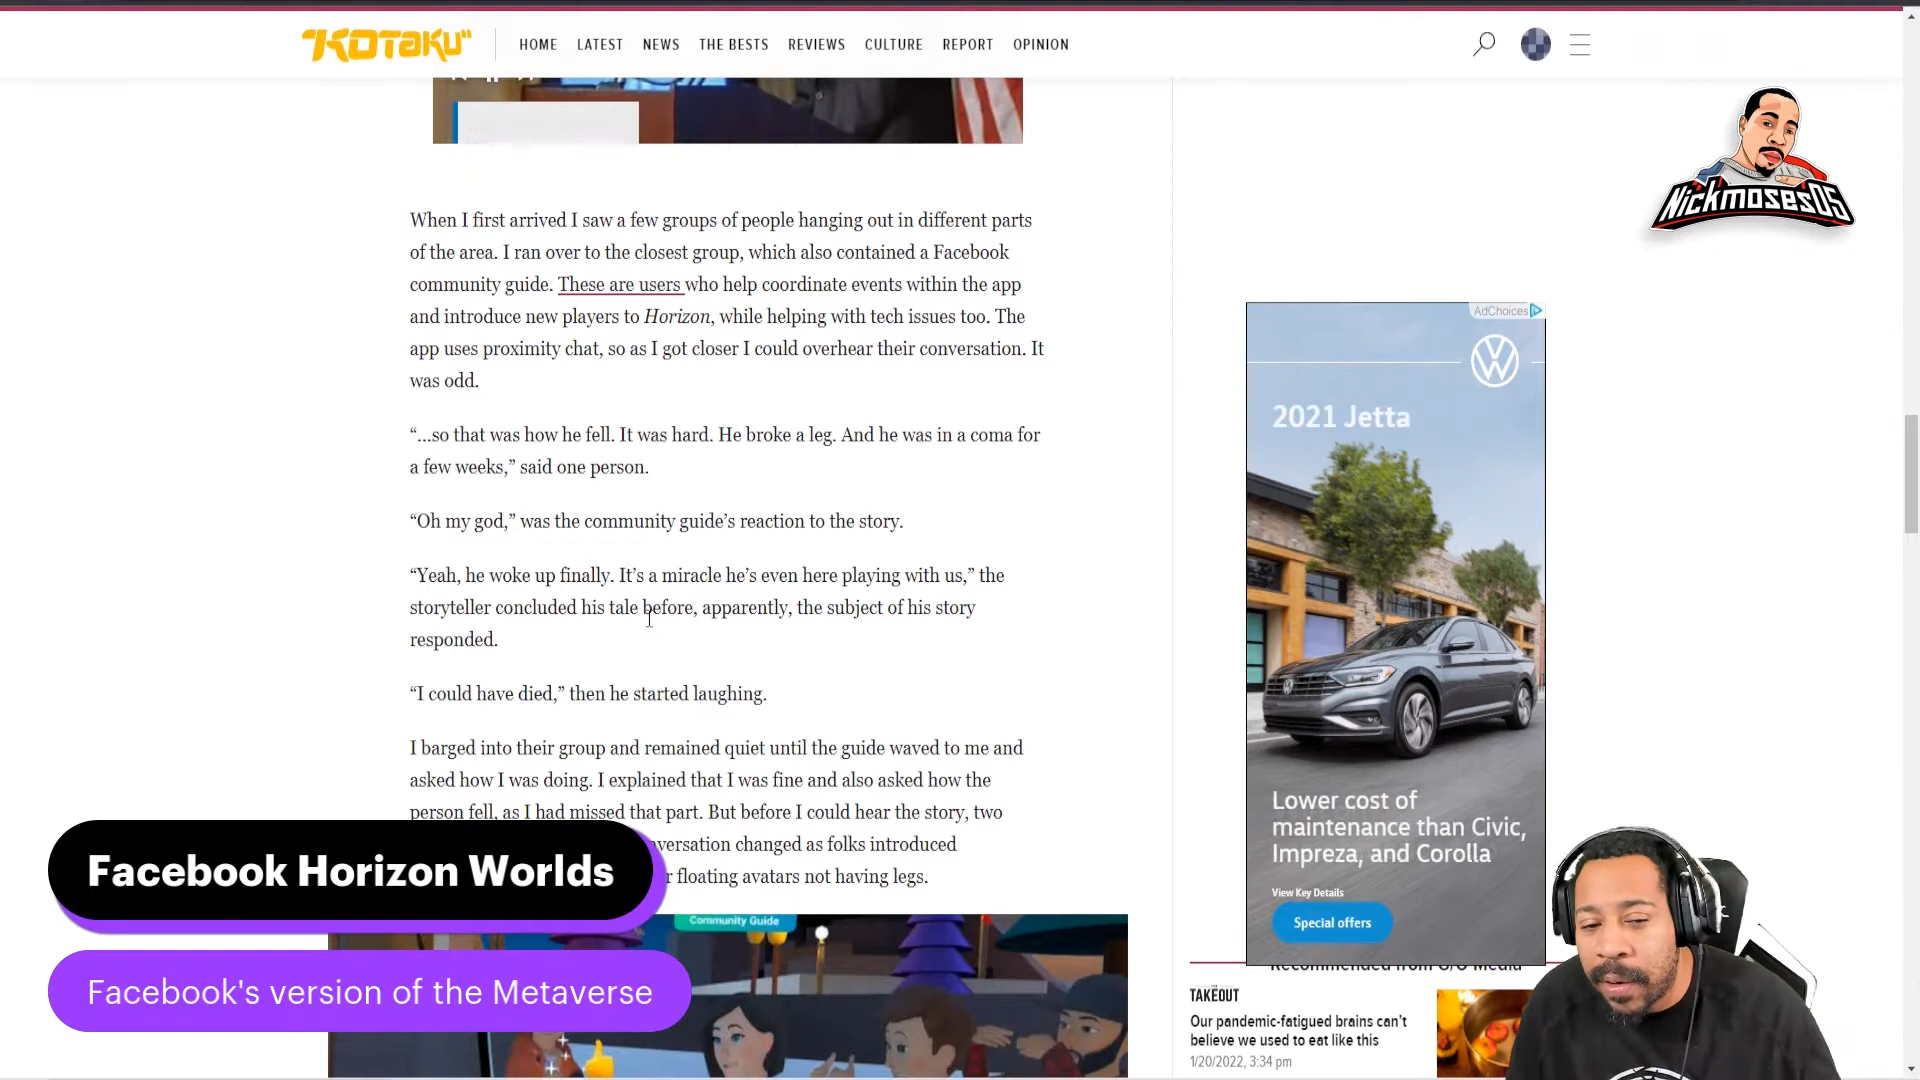 KOTAKU
HOME LATEST NEWS THE BESTS REVIEWS CULTURE REPORT OPINION
NickmosesO5
When I first arrived I saw a few groups of people hanging out in different parts
of the area. I ran over to the closest group, which also contained a Facebook
community guide. These are users who help coordinate events within the app
and introduce new players to Horizon, while helping with tech issues too. The
app uses proximity chat, so as I got closer I could overhear their conversation. It
was odd.
“…so that was how he fell. It was hard. He broke a leg. And he was in a coma for
a few weeks,” said one person.
“Oh my god,” was the community guide’s reaction to the story.
“Yeah, he woke up finally. It’s a miracle he’s even here playing with us,” the
storyteller concluded his tale before, apparently, the subject of his story
responded.
“I could have died,” then he started laughing.
I barged into their group and remained quiet until the guide waved to me and
asked how I was doing. I explained that I was fine and also asked how the
person fell, as I had missed that part. But before I could hear the story, two
conversation changed as folks introduced
floating avatars not having legs.
Community Guide
Facebook Horizon Worlds
Facebook's version of the Metaverse
AdChoices
2021 Jetta
Lower cost of
maintenance than Civic,
Impreza, and Corolla
View Key Details
Special offers
Recommended from G/O Media
THE
TAKEOUT
Our pandemic-fatigued brains can’t
believe we used to eat like this
1/20/2022, 3:34 pm